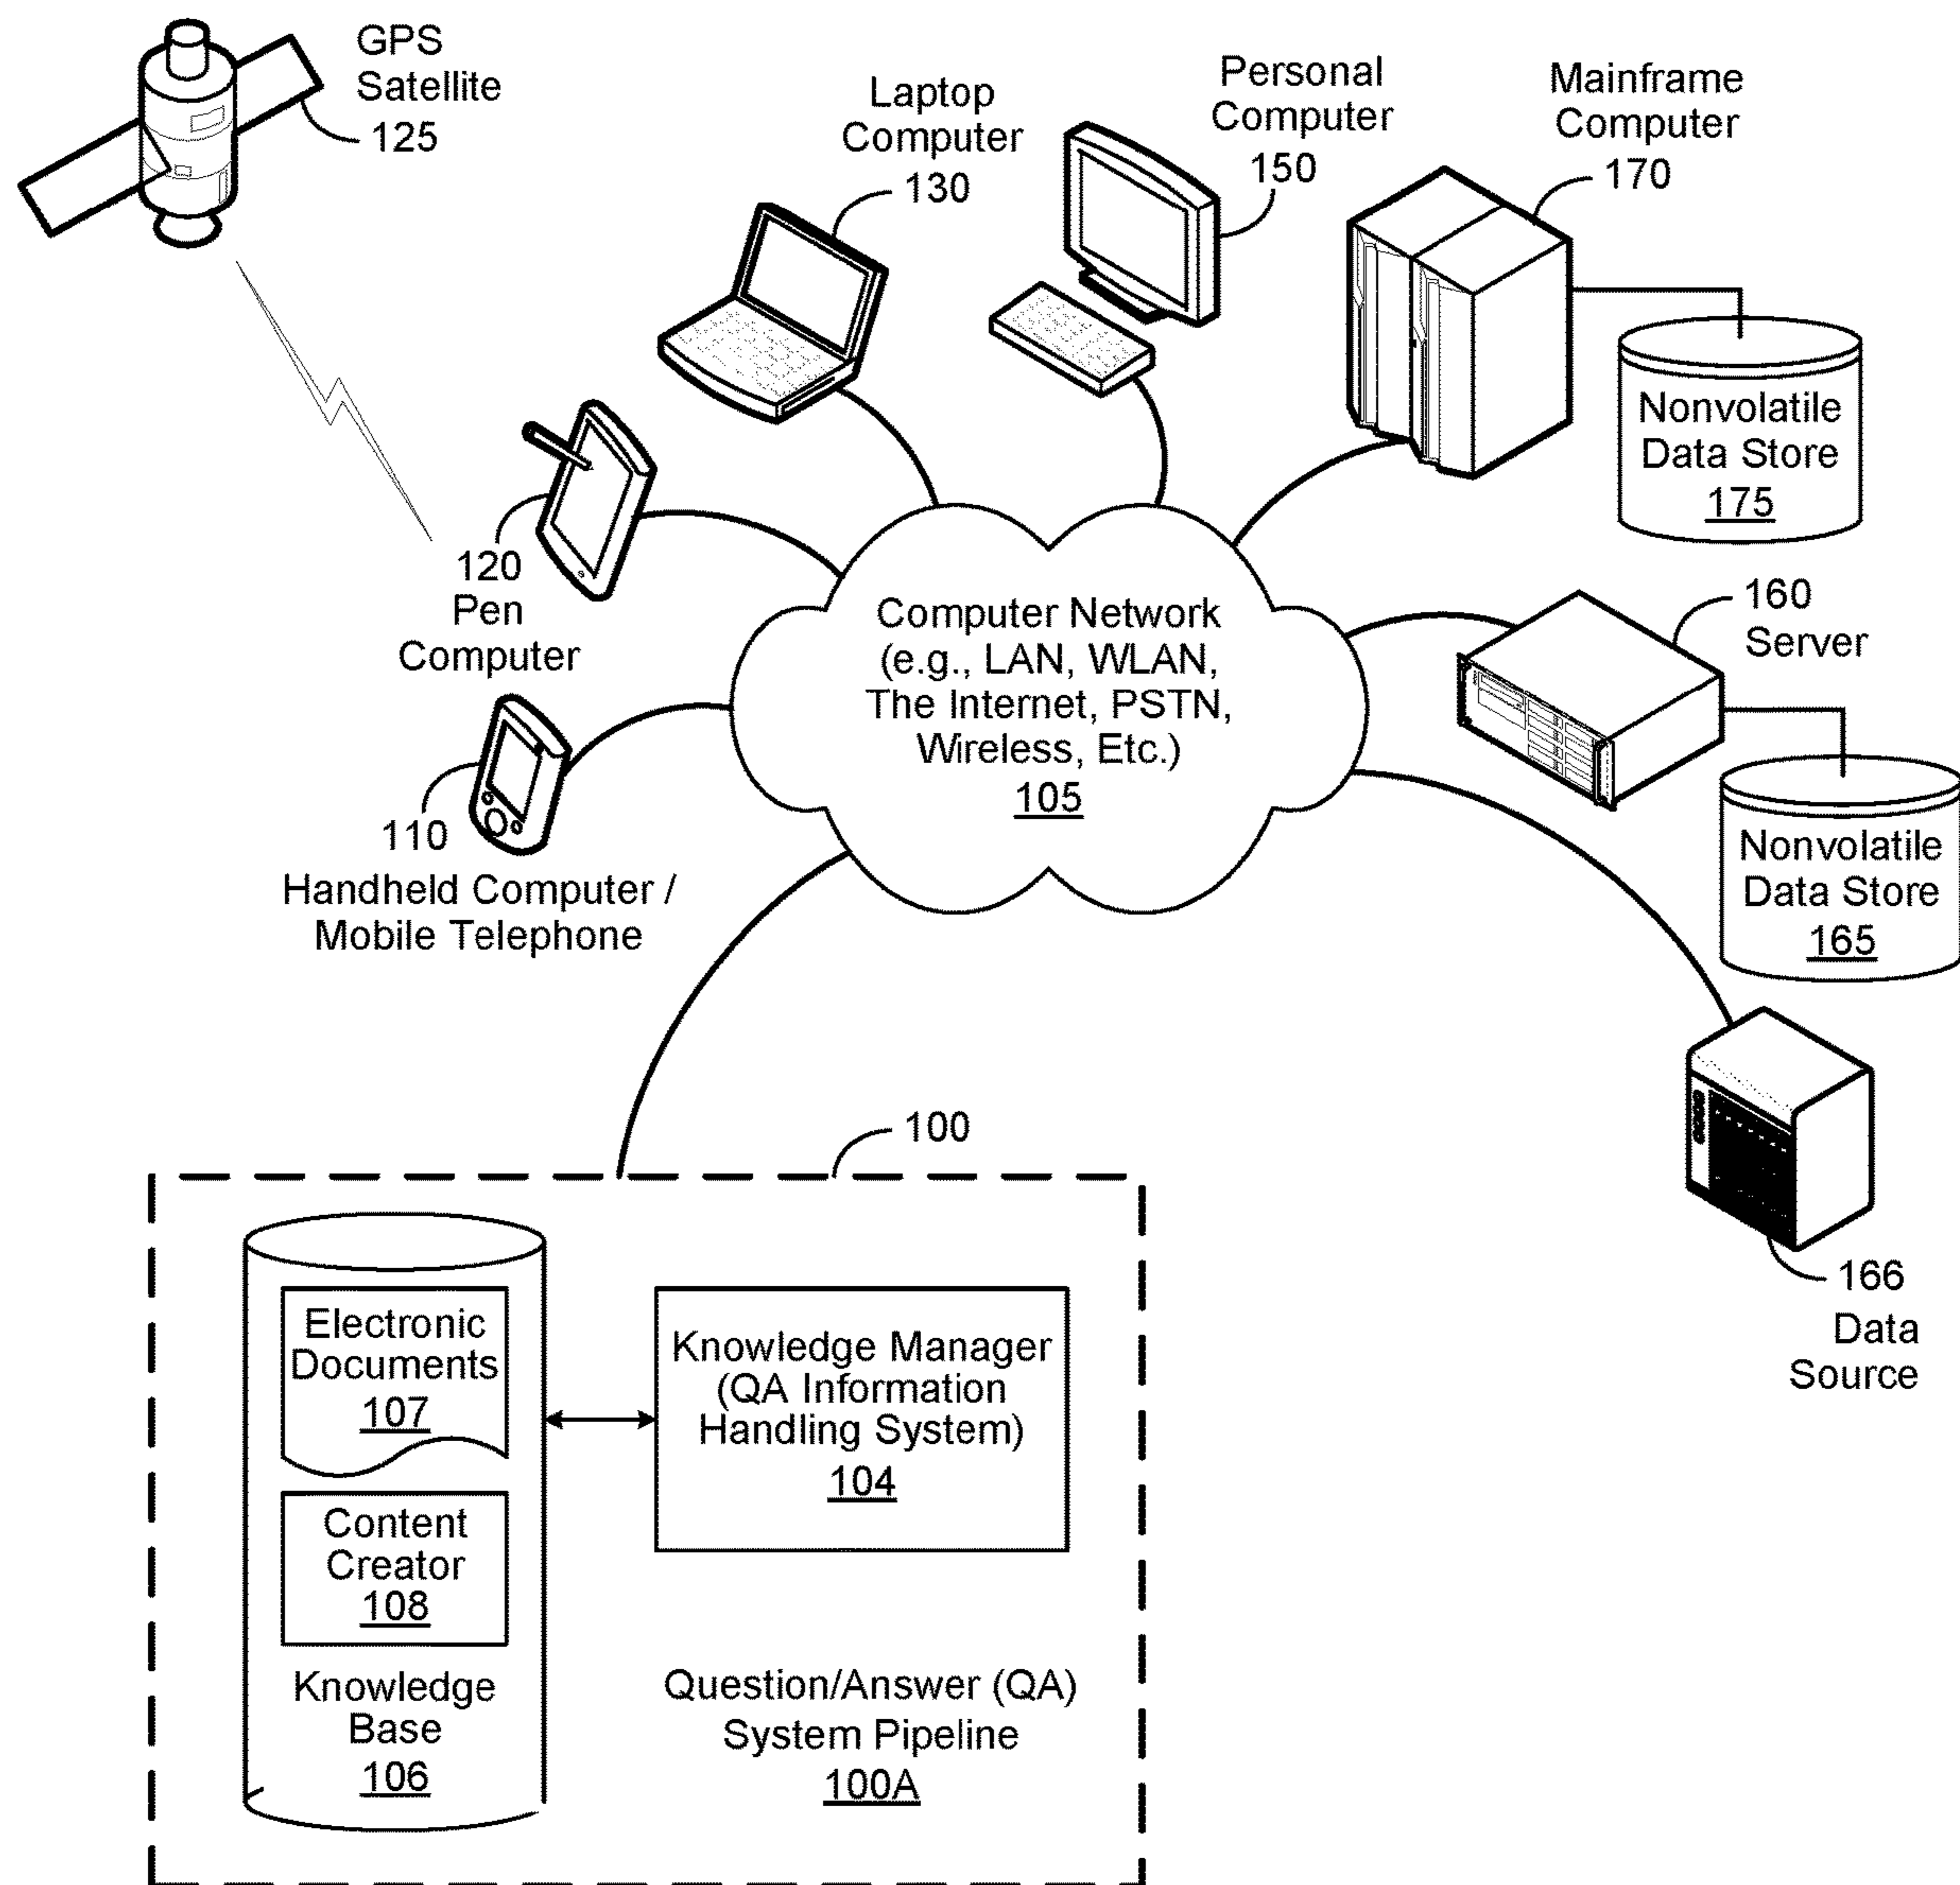 GPS
Satellite
125
Laptop
Computer
130
Personal
Computer
150
Mainframe
Computer
170
Nonvolatile
Data Store
175
120
Pen
Computer
Computer Network
(e.g., LAN, WLAN,
The Internet, PSTN,
Wireless, Etc.)
105
160
Server
110
Handheld Computer /
Mobile Telephone
Nonvolatile
Data Store
165
100
166
Data
Source
Electronic
Documents
107
Content
Creator
108
Knowledge
Base
106
Knowledge Manager
(QA Information
Handling System)
104
Question/Answer (QA)
System Pipeline
100A